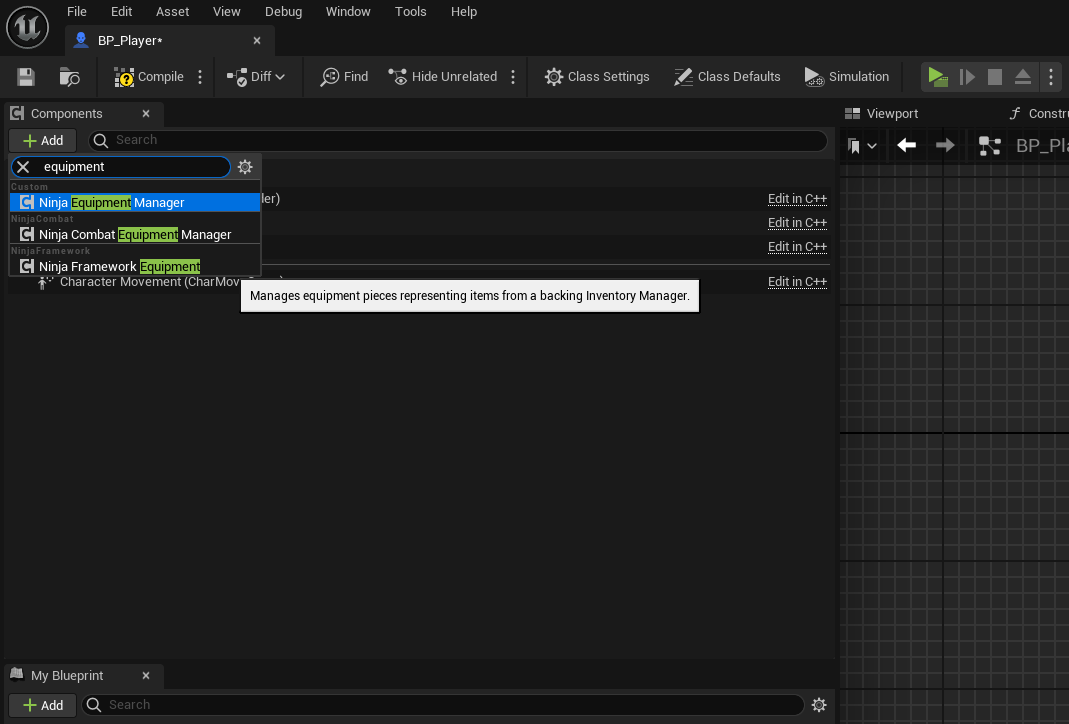 File Edit Asset View Debug Window Tools Help
BP_Player*
Compile Diff Find Hide Unrelated Class Settings Class Defaults Simulation
Components Viewport Constru
Add Search
BP_Pla
equipment
Custom
Ninja Equipment Manager
ler) Edit in C++
NinjaCombat
Edit in C++
Ninja Combat Equipment Manager
NinjaFramework
Edit in C++
Ninja Framework Equipment
Character Movement (CharMov Edit in C++
Manages equipment pieces representing items from a backing Inventory Manager.
My Blueprint
Add Search